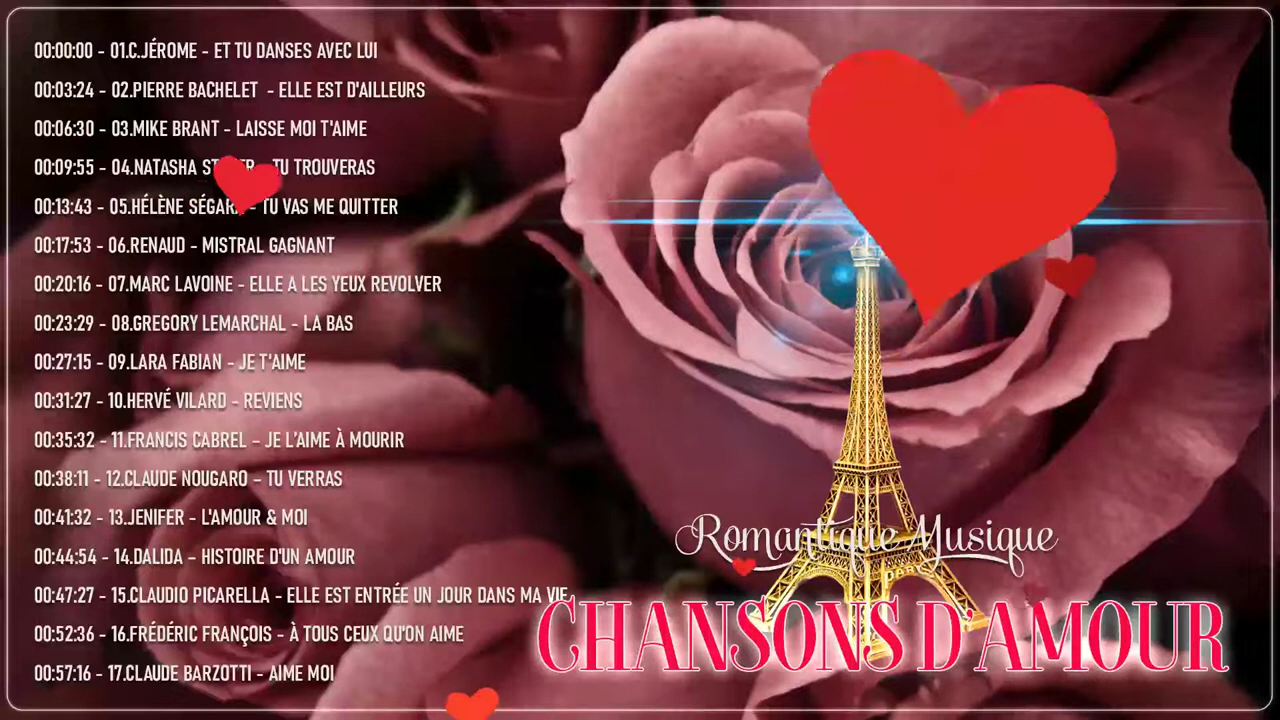 00:00:00 - 01.C.JÉROME - ET TU DANSES AVEC LUI
00:03:24 - 02.PIERRE BACHELET - ELLE EST D'AILLEURS
00:06:30 - 03.MIKE BRANT - LAISSE MOI T'AIME
00:09:55 - 04.NATASHA TU TROUVERAS
00:13:43 - 05.HÉLÈNE - TU VAS ME QUITTER
00:17:53 - 06.RENAUD - MISTRAL GAGNANT
00:20:16 - 07.MARC LAVOINE - ELLE A LES YEUX REVOLVER
00:23:29 - 08.GREGORY LEMARCHAL - LA BAS
00:27:15 - 09.LARA FABIAN - JE T'AIME
00:31:27 - 10.HERVÉ VILARD - REVIENS
00:35:32 - 11.FRANCIS CABREL - JE L'AIME À MOURIR
00:38:11 - 12.CLAUDE NOUGARO - TU VERRAS
00:41:32 - 13.JENIFER - L'AMOUR & MOI
00:44:54 - 14.DALIDA - HISTOIRE D'UN AMOUR
00:47:27 - 15.CLAUDIO PICARELLA - ELLE EST ENTRÉE UN JOUR DANS MA VIE
00:52:36 - 16.FRÉDÉRIC FRANÇOIS - À TOUS CEUX QU'ON AIME
00:57:16 - 17.CLAUDE BARZOTTI - AIME MOI
Romantique Musique
CHANSONS D'AMOUR